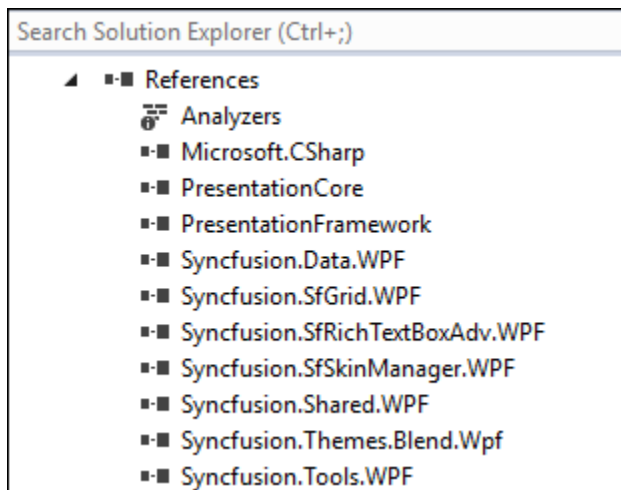 Search Solution Explorer (Ctrl+;)
References
Analyzers
Microsoft.CSharp
PresentationCore
PresentationFramework
Syncfusion.Data.WPF
Syncfusion.SfGrid.WPF
Syncfusion.SfRichTextBoxAdv.WPF
Syncfusion.SfSkinManager.WPF
Syncfusion.Shared.WPF
Syncfusion.Themes.Blend.Wpf
Syncfusion.Tools.WPF